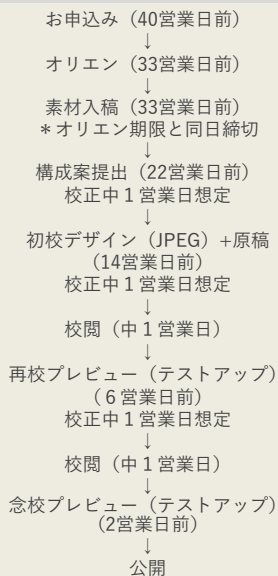 お申込み（40営業日前）
↓
オリエン（33営業日前）
↓
素材入稿（33営業日前）
＊オリエン期限と同日締切
↓
構成案提出（22営業日前）
校正中１営業日想定
↓
初校デザイン（JPEG）+原稿
（14営業日前）
校正中１営業日想定
↓
校閲（中１営業日）
↓
再校プレビュー（テストアップ）
（６営業日前）
校正中１営業日想定
↓
校閲（中１営業日）
↓
念校プレビュー（テストアップ）
（2営業日前）
↓
公開